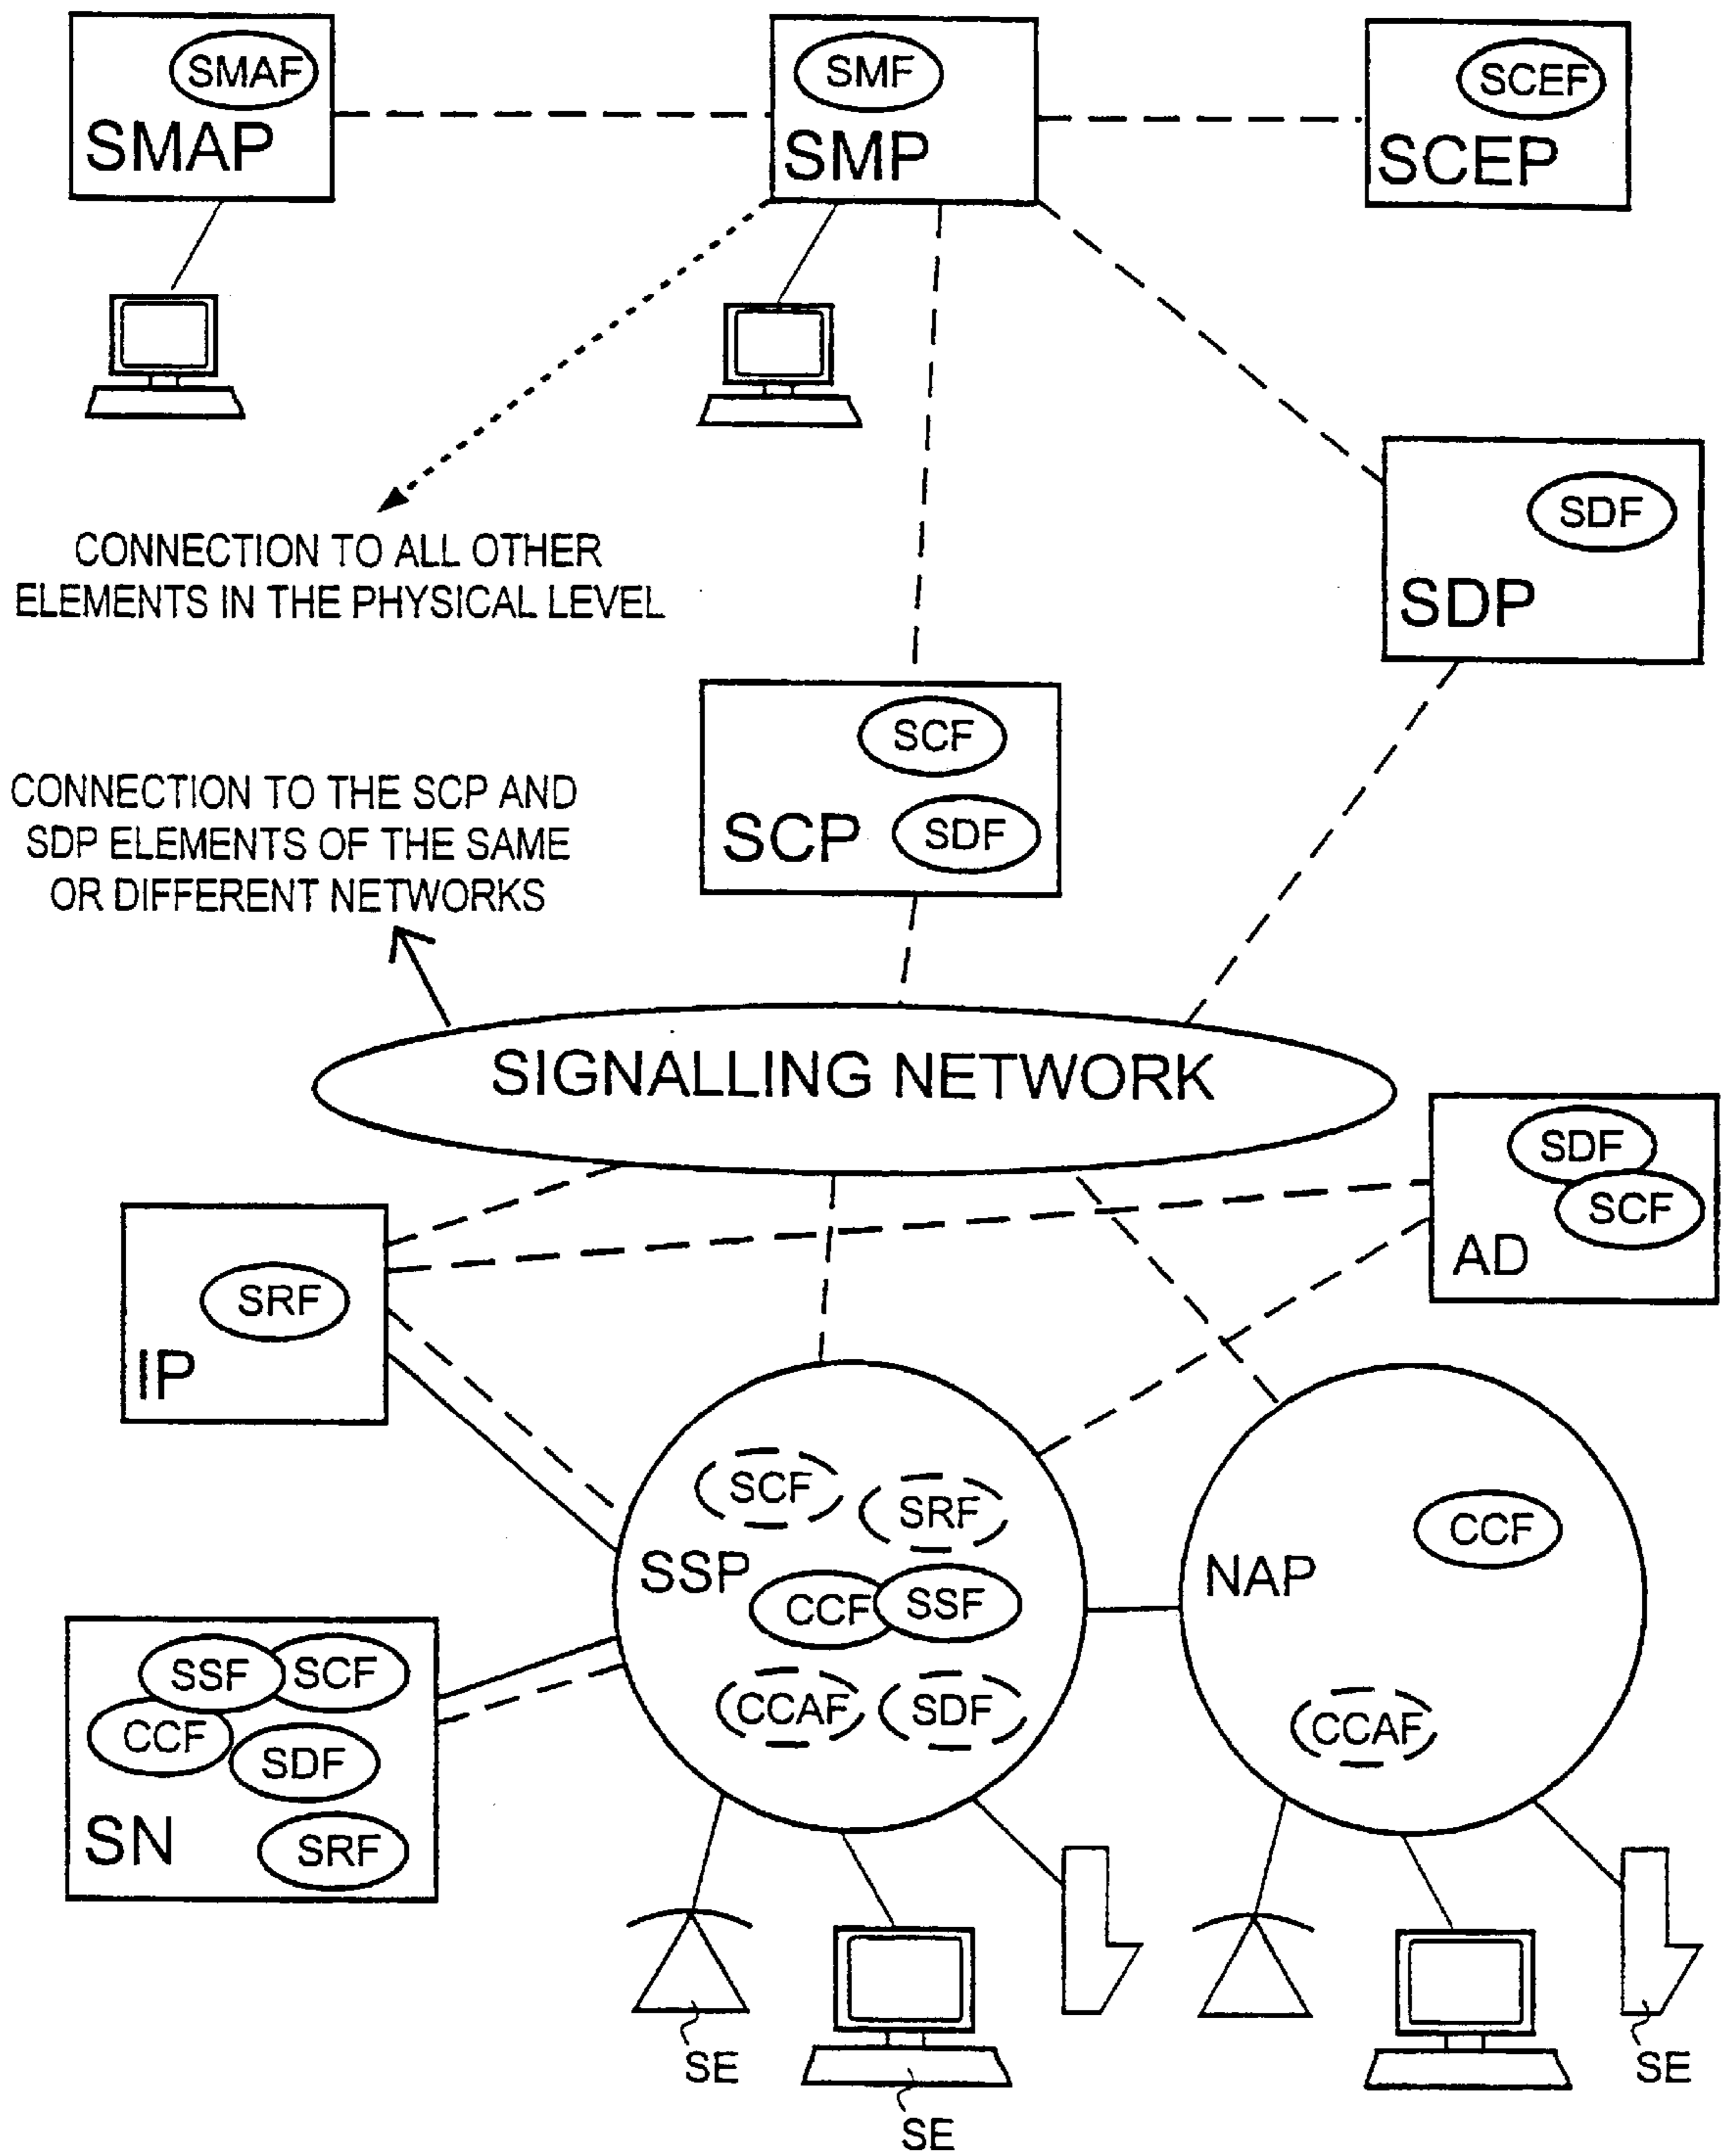 SMAF
SMAP
SMF
SMP
SCEF
SCEP
CONNECTION TO ALL OTHER
ELEMENTS IN THE PHYSICAL LEVEL
SDF
SDP
SCF
SCP
SDF
CONNECTION TO THE SCP AND
SDP ELEMENTS OF THE SAME
OR DIFFERENT NETWORKS
SIGNALLING NETWORK
SDF
SCF
AD
SRF
IP
SCF
SRF
SSP
CCF
SSF
CCAF
SDF
NAP
CCF
CCAF
SSF
SCF
CCF
SDF
SN
SRF
SE
SE
SE